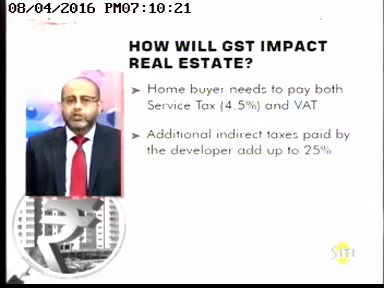 08/04/2016 PM07:10:21
HOW WILL GST IMPACT
REAL ESTATE?
➤ Home buyer needs to pay both
Service Tax (4.5%) and VAT
➤ Additional indirect taxes paid by
the developer add up to 25%
SITI